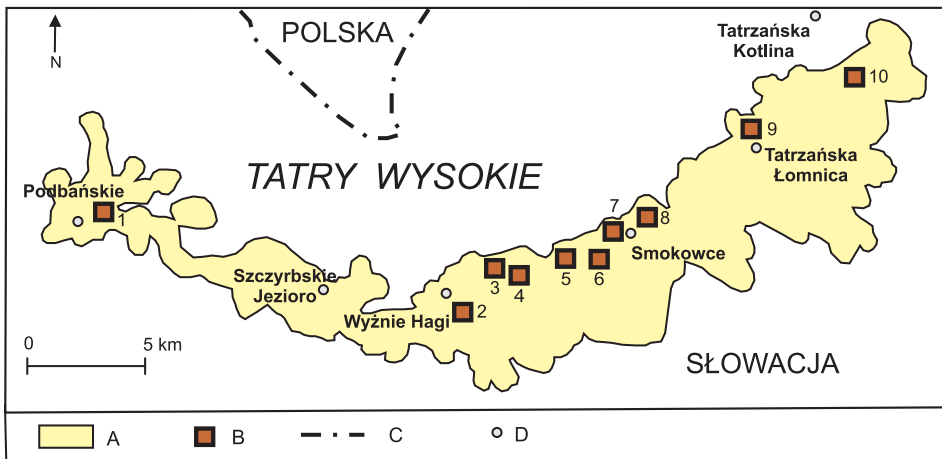 Tatrzańska
Kotlina
POLSKA
N
10
9
TATRY WYSOKIE
Tatrzańska
Łomnica
Podbańskie
1
7
8
Smokowce
Szczyrbskie
Jezioro
3
4
5
6
Wyżnie Hagi
2
0
5 km
SŁOWACJA
A
B
C
D